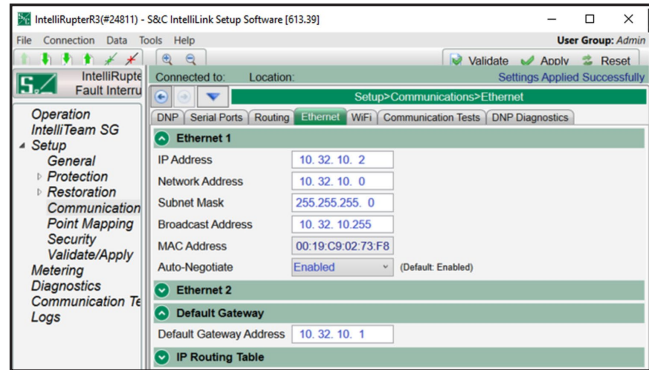 IntelliRupterR3(#24811) - S&C IntelliLink Setup Software [613.39]
File Connection Data Tools Help User Group: Admin
Validate Apply Reset
IntelliRupte
Fault Interru
Connected to: Location: Settings Applied Successfully
Setup>Communications>Ethernet
DNP Serial Ports Routing Ethernet WiFi Communication Tests DNP Diagnostics
Operation
IntelliTeam SG
Setup
General
Protection
Restoration
Communication
Point Mapping
Security
Validate/Apply
Metering
Diagnostics
Communication Te
Logs
Ethernet 1
IP Address 10. 32. 10. 2
Network Address 10. 32. 10. 0
Subnet Mask 255.255.255. 0
Broadcast Address 10. 32. 10.255
MAC Address 00:19:C9:02:73:F8
Auto-Negotiate Enabled (Default: Enabled)
Ethernet 2
Default Gateway
Default Gateway Address 10. 32. 10. 1
IP Routing Table